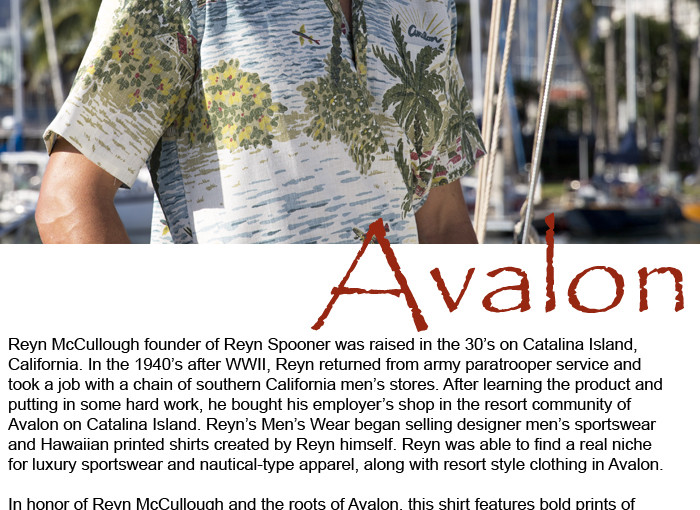 Avalon
Reyn McCullough founder of Reyn Spooner was raised in the 30’s on Catalina Island,
California. In the 1940’s after WWII, Reyn returned from army paratrooper service and
took a job with a chain of southern California men’s stores. After learning the product and
putting in some hard work, he bought his employer’s shop in the resort community of
Avalon on Catalina Island. Reyn’s Men’s Wear began selling designer men’s sportswear
and Hawaiian printed shirts created by Reyn himself. Reyn was able to find a real niche
for luxury sportswear and nautical-type apparel, along with resort style clothing in Avalon.
In honor of Reyn McCullough and the roots of Avalon, this shirt features bold prints of